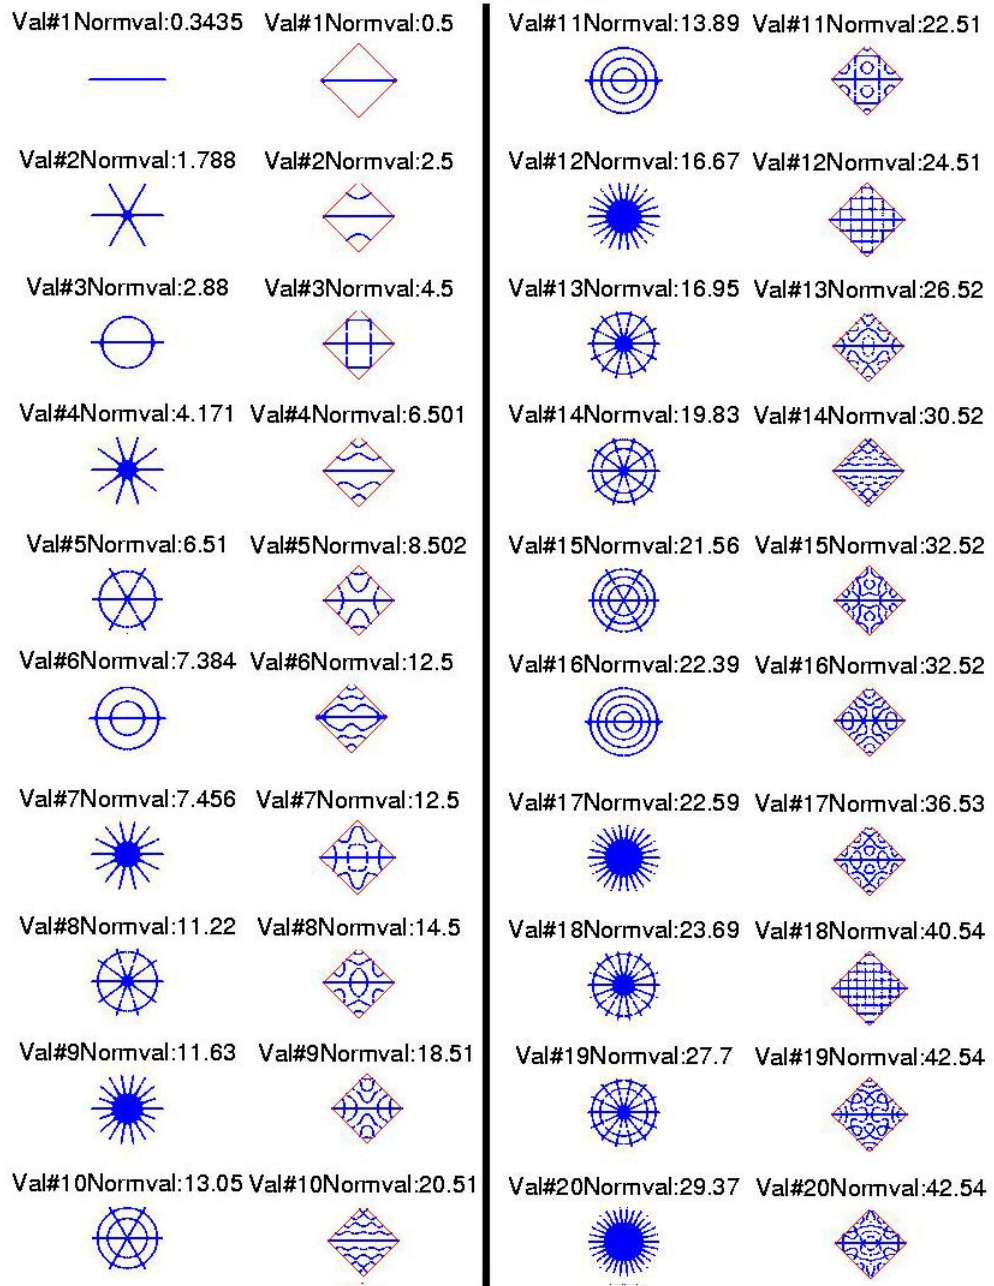 Val#1Normval:0.3435 Val#1Normval:0.5
Val#2Normval:1.788 Val#2Normval:2.5
Val#3Normval:2.88 Val#3Normval:4.5
Val#4Normval:4.171 Val#4Normval:6.501
Val#5Normval:6.51 Val#5Normval:8.502
Val#6Normval:7.384 Val#6Normval:12.5
Val#7Normval:7.456 Val#7Normval:12.5
Val#8Normval:11.22 Val#8Normval:14.5
Val#9Normval:11.63 Val#9Normval:18.51
Val#10Normval:13.05 Val#10Normval:20.51
Val#11Normval:13.89 Val#11Normval:22.51
Val#12Normval:16.67 Val#12Normval:24.51
Val#13Normval:16.95 Val#13Normval:26.52
Val#14Normval:19.83 Val#14Normval:30.52
Val#15Normval:21.56 Val#15Normval:32.52
Val#16Normval:22.39 Val#16Normval:32.52
Val#17Normval:22.59 Val#17Normval:36.53
Val#18Normval:23.69 Val#18Normval:40.54
Val#19Normval:27.7 Val#19Normval:42.54
Val#20Normval:29.37 Val#20Normval:42.54